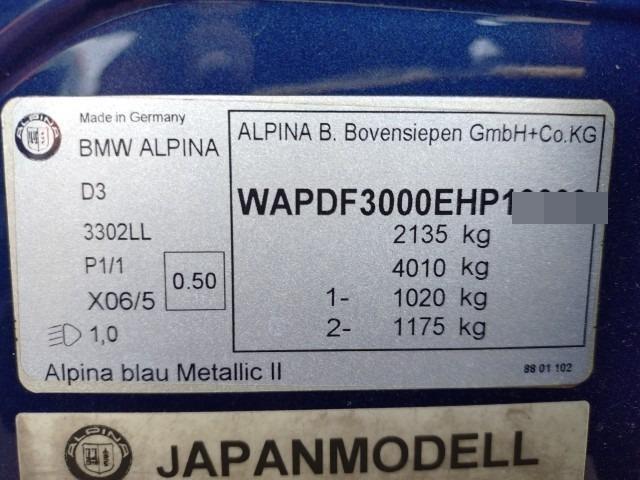 ALPINA
Made in Germany
BMW ALPINA
D3
3302LL
P1/1
X06/5
0.50
1,0
Alpina blau Metallic II
ALPINA B. Bovensiepen GmbH+Co.KG
2135 kg
4010 kg
1- 1020 kg
2- 1175 kg
88 01 102
ALPINA
JAPANMODELL